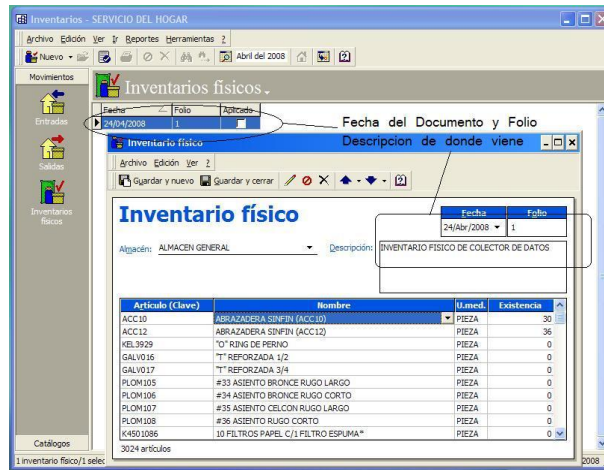 Inventarios - SERVICIO DEL HOGAR
Archivo Edición Ver Ir Reportes Herramientas ?
Nuevo Abril del 2008
Movimientos
Inventarios físicos
Fecha Folio Aplicado
24/04/2008 1
Fecha del Documento y Folio
Descripcion de donde viene
Entradas
Salidas
Inventarios físicos
Inventario físico
Archivo Edición Ver ?
Guardar y nuevo Guardar y cerrar
Inventario físico
Fecha Folio
24/Abr/2008 1
Almacén: ALMACEN GENERAL Descripción: INVENTARIO FISICO DE COLECTOR DE DATOS
Artículo (Clave) Nombre U.med. Existencia
ACC10 ABRAZADERA SINFIN (ACC10) PIEZA 30
ACC12 ABRAZADERA SINFIN (ACC12) PIEZA 36
KEL3929 "O" RING DE PERNO PIEZA 0
GALV016 "T" REFORZADA 1/2 PIEZA 0
GALV017 "T" REFORZADA 3/4 PIEZA 0
PLOM105 #33 ASIENTO BRONCE RUGO LARGO PIEZA 0
PLOM106 #34 ASIENTO BRONCE RUGO CORTO PIEZA 0
PLOM107 #35 ASIENTO CELCON RUGO LARGO PIEZA 0
PLOM108 #36 ASIENTO RUGO CORTO PIEZA 0
K4501086 10 FILTROS PAPEL C/1 FILTRO ESPUMA* PIEZA 0
3024 artículos
Catálogos
1 inventario físico/1 selec 2008